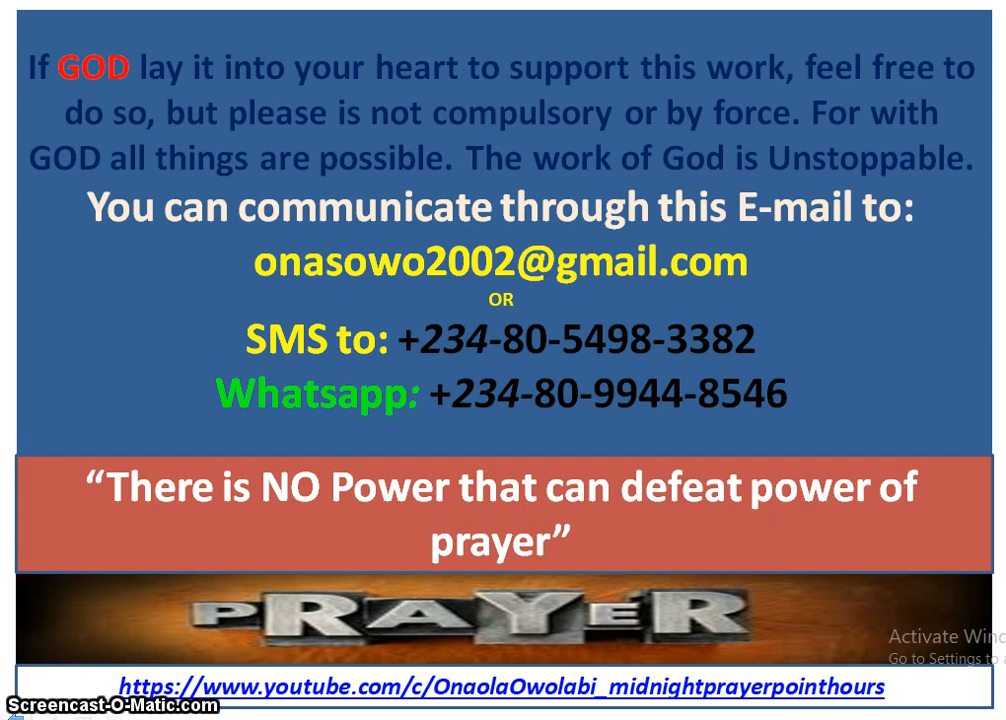 If GOD lay it into your heart to support this work, feel free to
do so, but please is not compulsory or by force. For with
GOD all things are possible. The work of God is Unstoppable.
You can communicate through this E-mail to:
onasowo2002@gmail.com
OR
SMS to: +234-80-5498-3382
Whatsapp: +234-80-9944-8546
“There is NO Power that can defeat power of
prayer”
PRAYER
Activate Winc
Go to Settings to a
https://www.youtube.com/c/OnaolaOwolabi_midnightprayerpointhours
Screencast-O-Matic.com